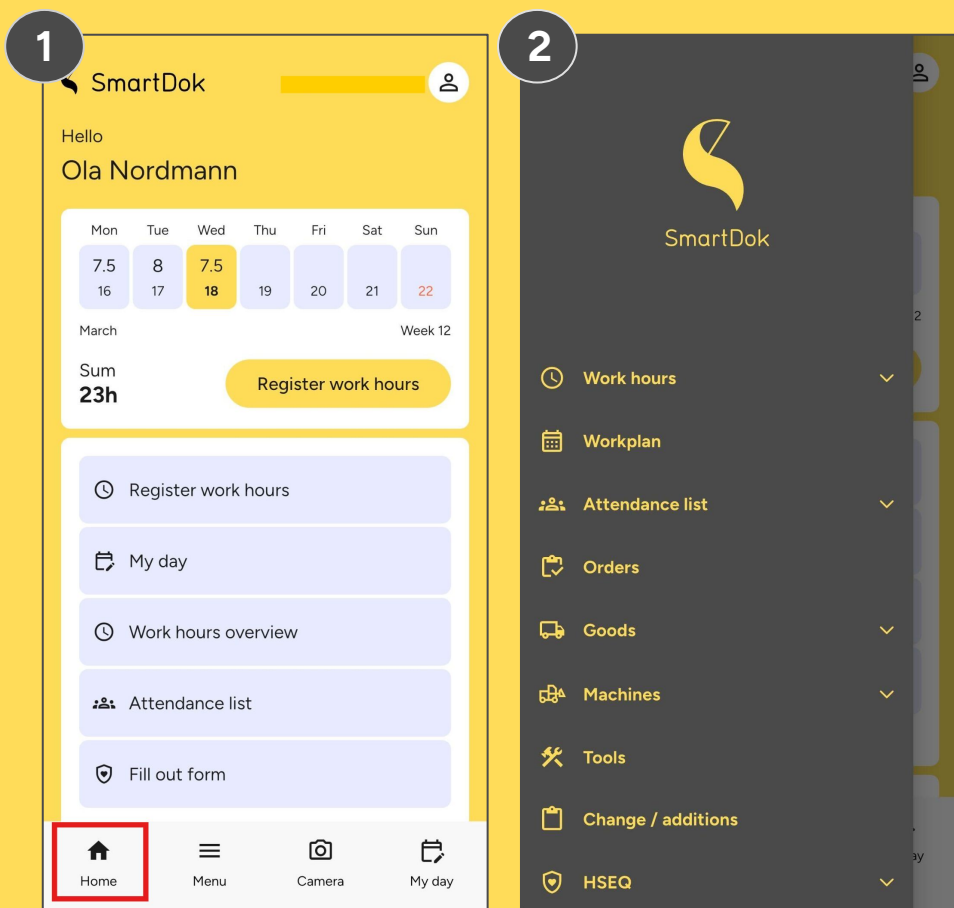 1
SmartDok
Hello
Ola Nordmann
Mon Tue Wed Thu Fri Sat Sun
7.5 8 7.5
16 17 18 19 20 21 22
March Week 12
Sum
23h
Register work hours
Register work hours
My day
Work hours overview
Attendance list
Fill out form
Home Menu Camera My day
2
SmartDok
Work hours
Workplan
Attendance list
Orders
Goods
Machines
Tools
Change / additions
HSEQ
2
ay